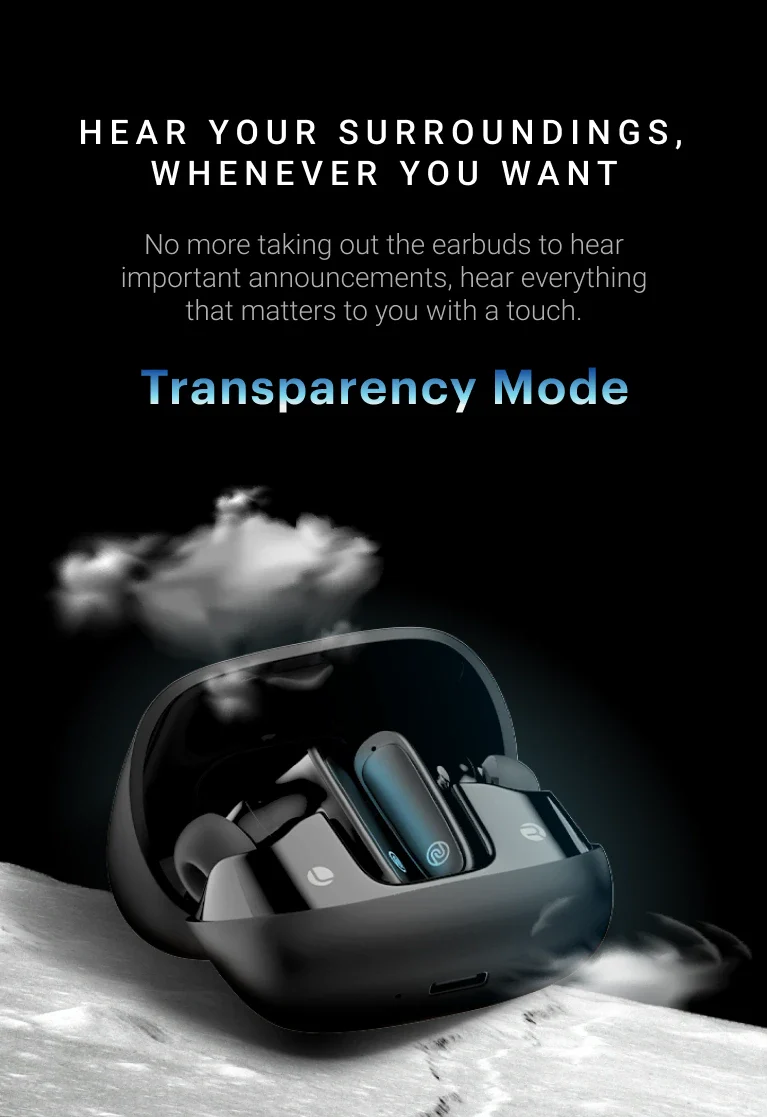 HEAR YOUR SURROUNDINGS,
WHENEVER YOU WANT
No more taking out the earbuds to hear
important announcements, hear everything
that matters to you with a touch.
Transparency Mode
L
R